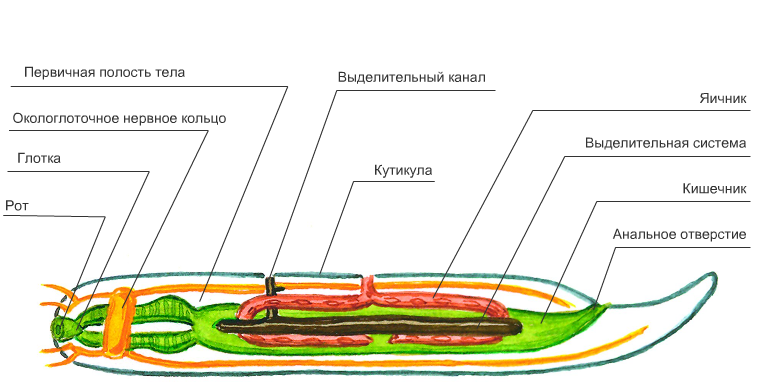 Первичная полость тела
Выделительный канал
Яичник
Окологлоточное нервное кольцо
Выделительная система
Глотка
Кутикула
Кишечник
Рот
Анальное отверстие